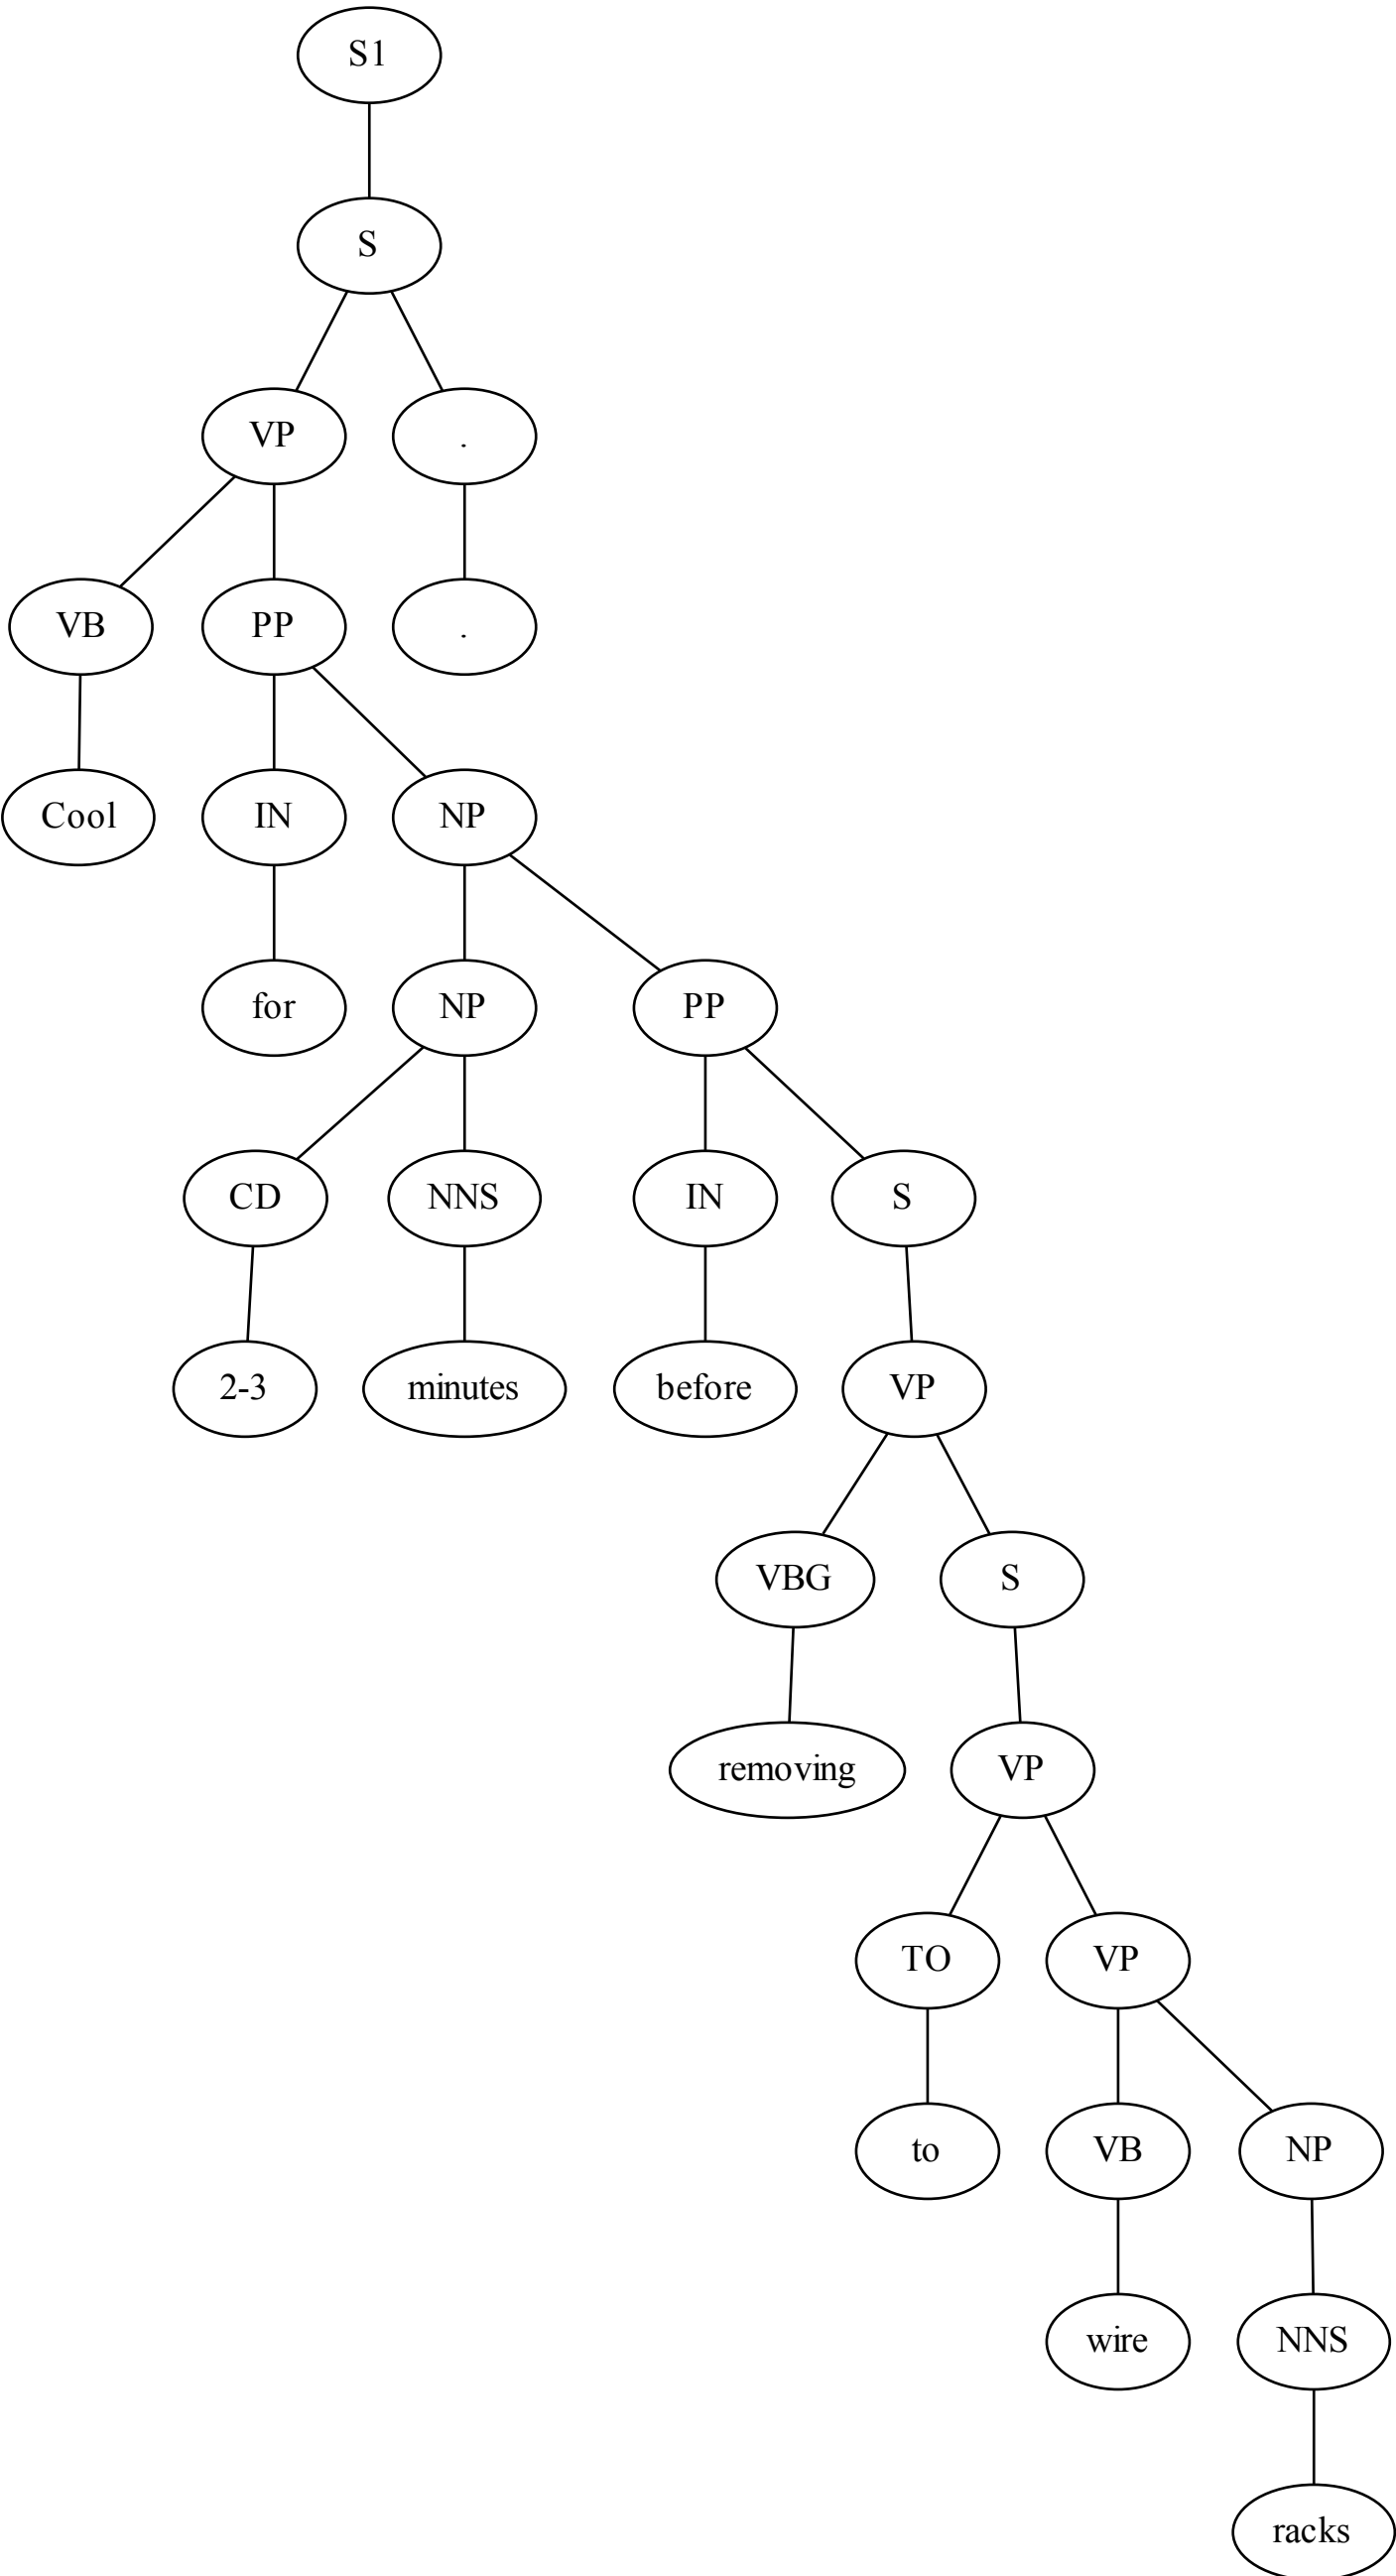 S1
S
VP .
VB PP .
Cool IN NP
for NP PP
CD NNS IN S
2-3 minutes before VP
VBG S
removing VP
TO VP
to VB NP
wire NNS
racks